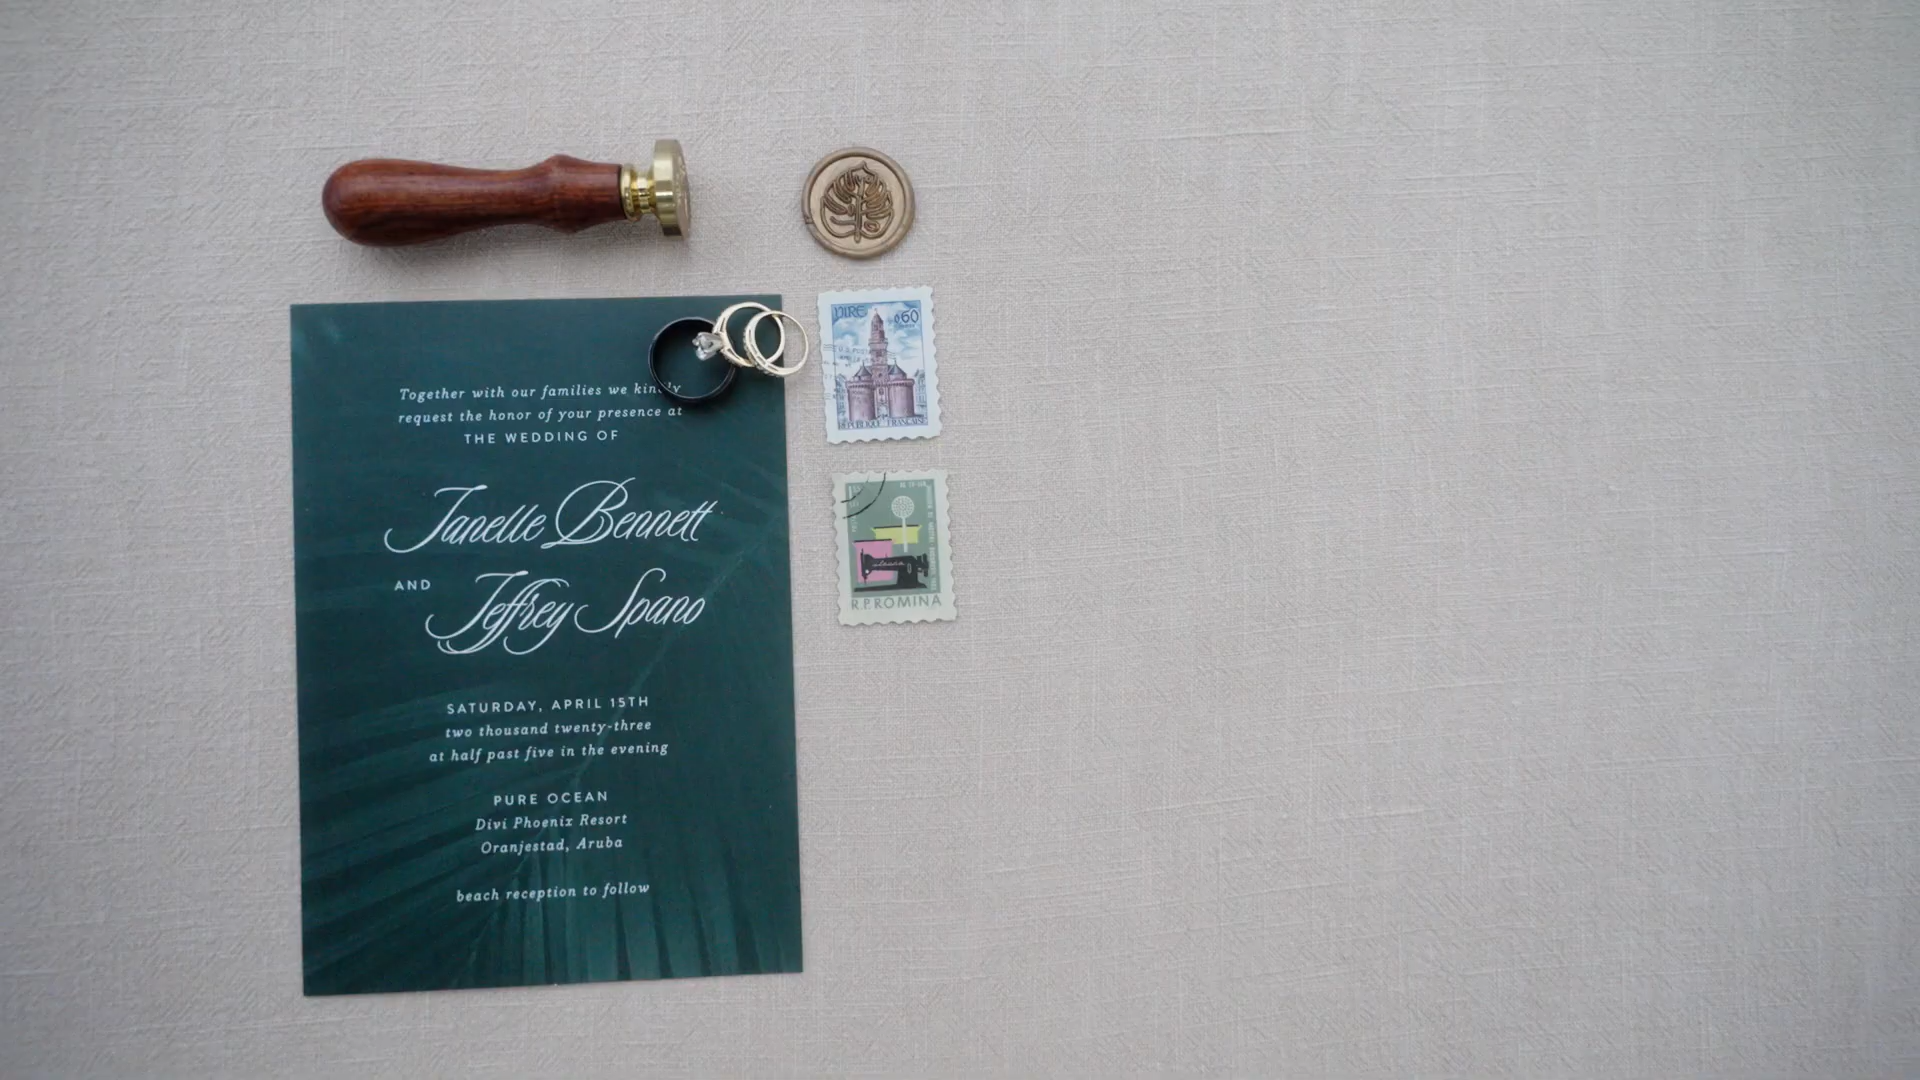 Together with our families we kindly
request the honor of your presence at
THE WEDDING OF
Janelle Bennett
AND
Jeffrey Spano
SATURDAY, APRIL 15TH
two thousand twenty-three
at half past five in the evening
PURE OCEAN
Divi Phoenix Resort
Oranjestad, Aruba
beach reception to follow
VIRE
0,60
REPUBLIQUE FRANÇAISE
R.P.ROMINA